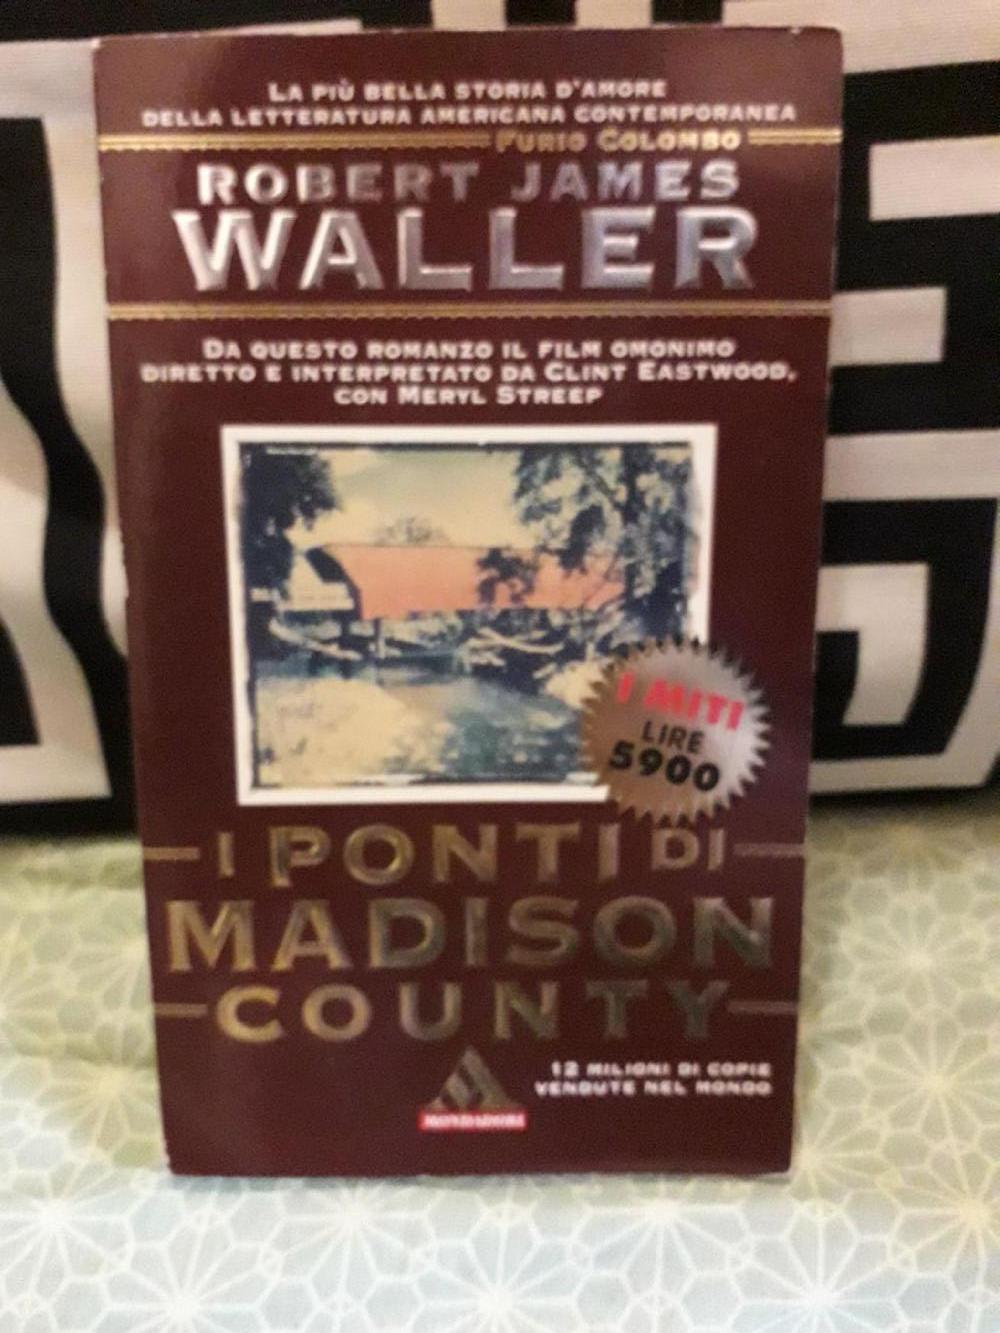 LA PIÙ BELLA STORIA D'AMORE
DELLA LETTERATURA AMERICANA CONTEMPORANEA
FURIO COLOMBO
ROBERT JAMES
WALLER
DA QUESTO ROMANZO IL FILM OMONIMO
DIRETTO E INTERPRETATO DA CLINT EASTWOOD,
CON MERYL STREEP
I MITI
LIRE
5900
I PONTI DI
MADISON
COUNTY
12 MILIONI DI COPIE
VENDUTE NEL MONDO
MONDADORI